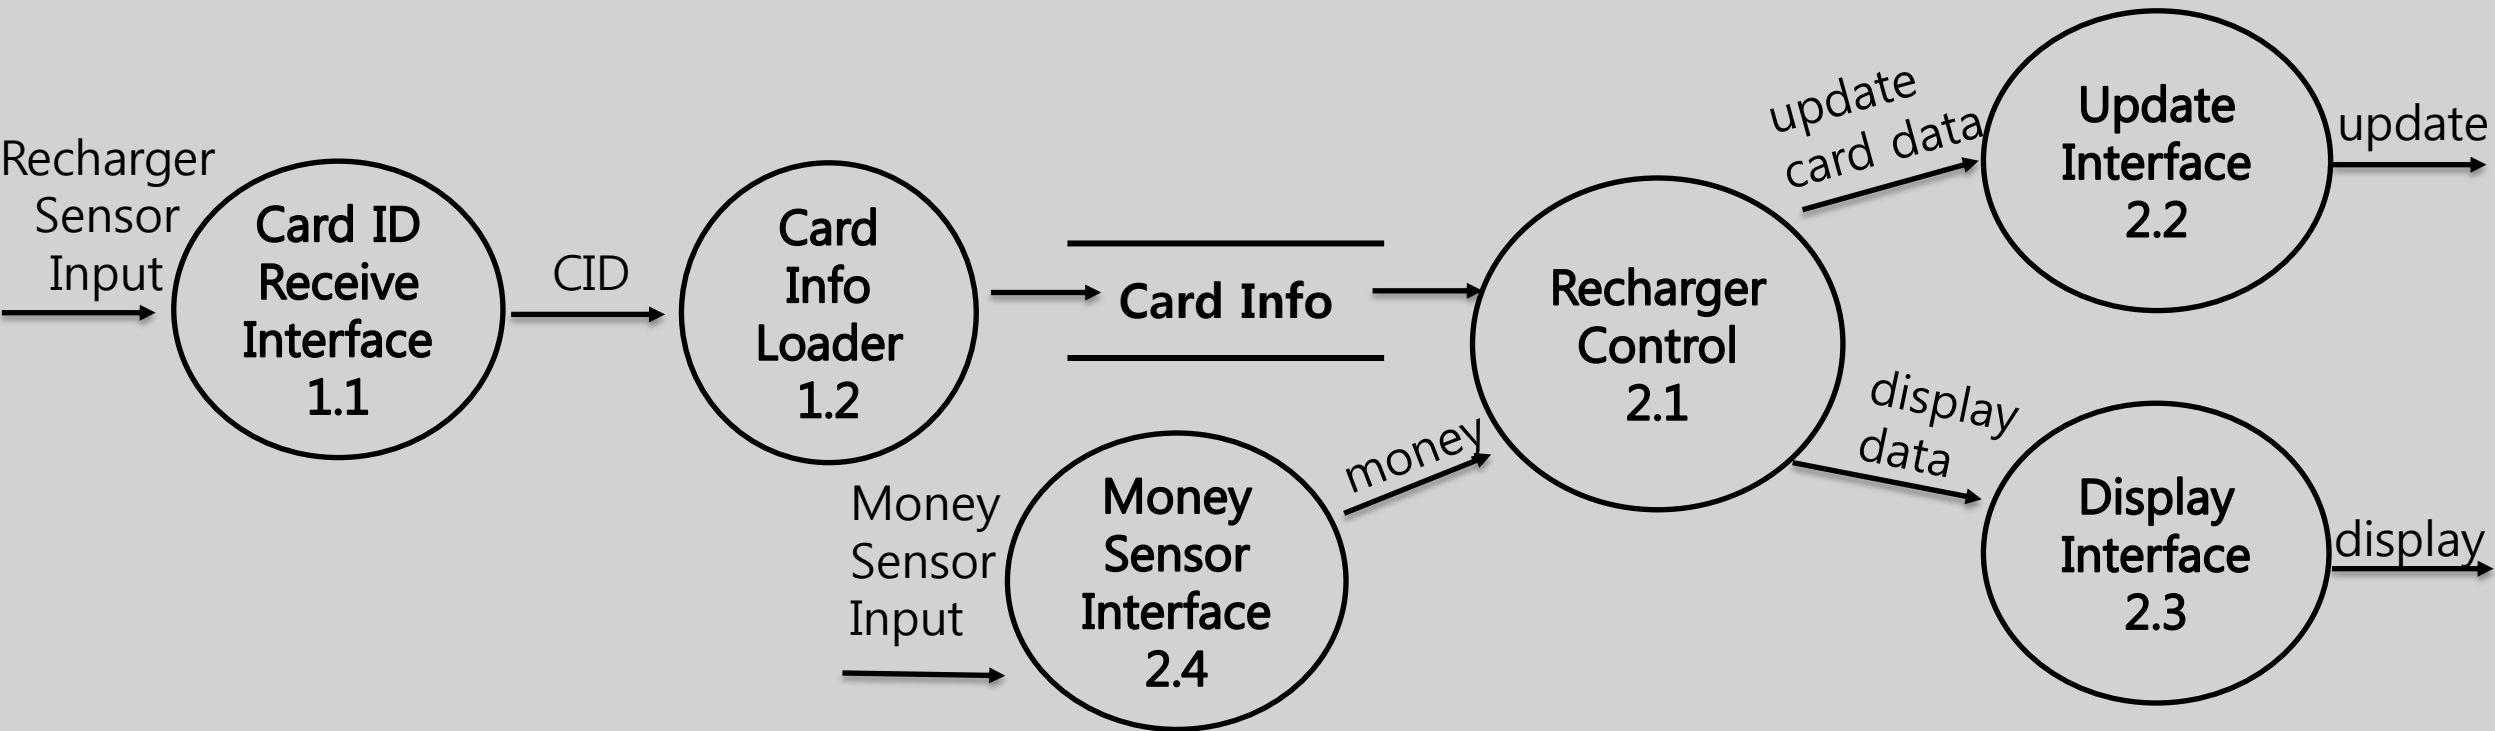 Recharger
Sensor
Input
Card ID
Receive
Interface
1.1
CID
Card
Info
Loader
1.2
Card Info
Money
Sensor
Input
Money
Sensor
Interface
2.4
money
Recharger
Control
2.1
update
card data
Update
Interface
2.2
update
display
data
Display
Interface
2.3
display